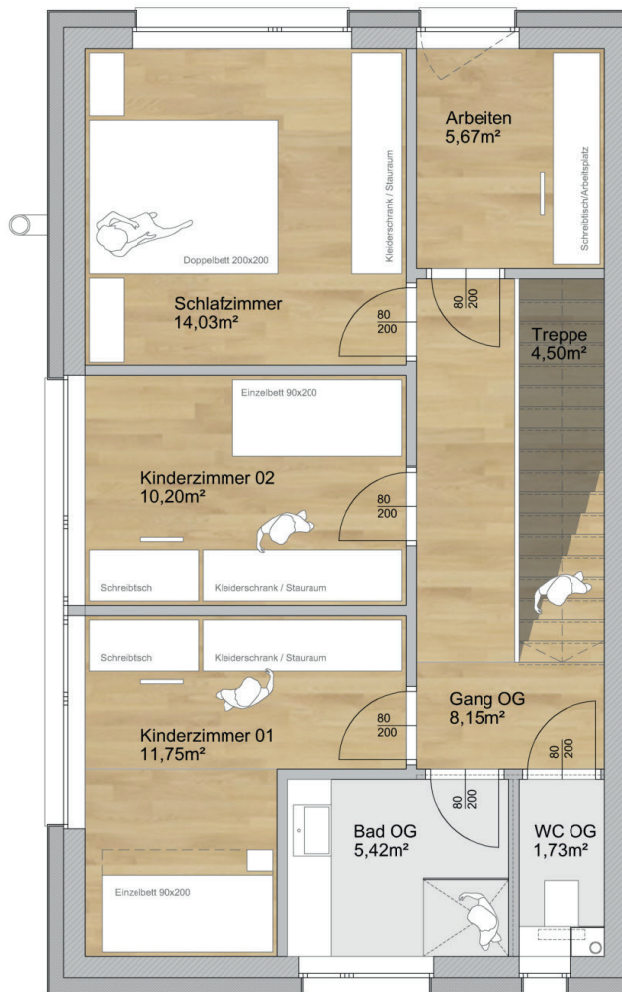 Arbeiten
5,67m²
Kleiderschrank / Stauraum
Schreibtisch/Arbeitsplatz
Doppelbett 200x200
Schlafzimmer
14,03m²
80
200
80
200
Treppe
4,50m²
Einzelbett 90x200
Kinderzimmer 02
10,20m²
80
200
Schreibtisch
Kleiderschrank / Stauraum
Schreibtisch
Kleiderschrank / Stauraum
Kinderzimmer 01
11,75m²
80
200
Gang OG
8,15m²
80
200
80
200
Bad OG
5,42m²
WC OG
1,73m²
Einzelbett 90x200